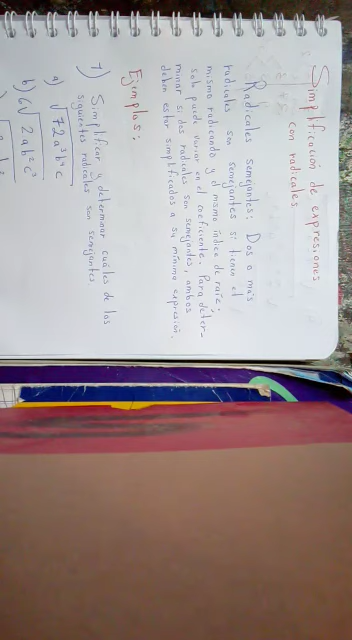 Simplificación de expresiones
con radicales
Radicales semejantes: Dos o más
radicales son semejantes si tienen el
mismo radicando y el mismo índice de raíz,
solo puede variar en el coeficiente. Para deter-
minar si dos radicales son semejantes, ambos
deben estar simplificados a su mínima expresión.
Ejemplos:
1) Simplificar y determinar cuáles de los
siguientes radicales son semejantes.
a) √72a³b⁴c
b) 6√2ab²c³